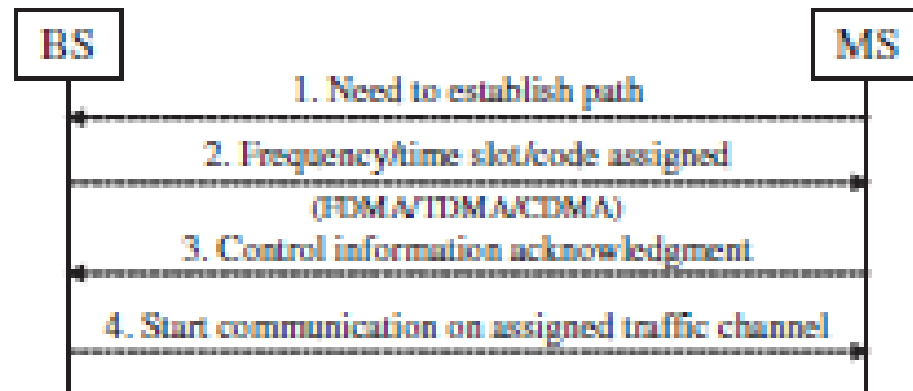 BS
MS
1. Need to establish path
2. Frequency/time slot/code assigned
(FDMA/TDMA/CDMA)
3. Control information acknowledgment
4. Start communication on assigned traffic channel